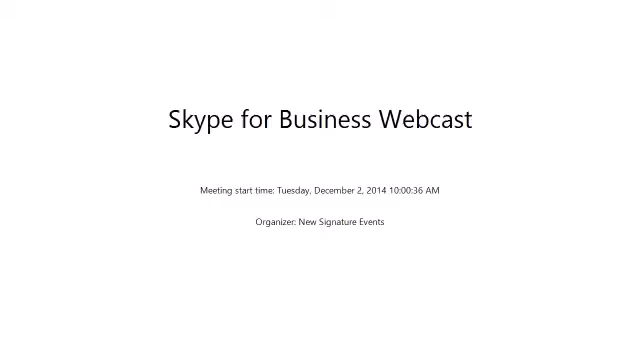 Skype for Business Webcast
Meeting start time: Tuesday, December 2, 2014 10:00:36 AM
Organizer: New Signature Events